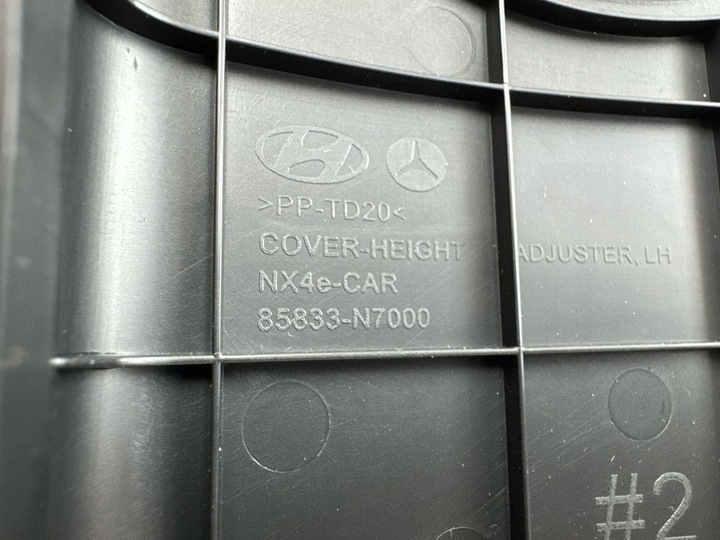 >PP-TD20<
COVER-HEIGHT ADJUSTER, LH
NX4e-CAR
85833-N7000
#2